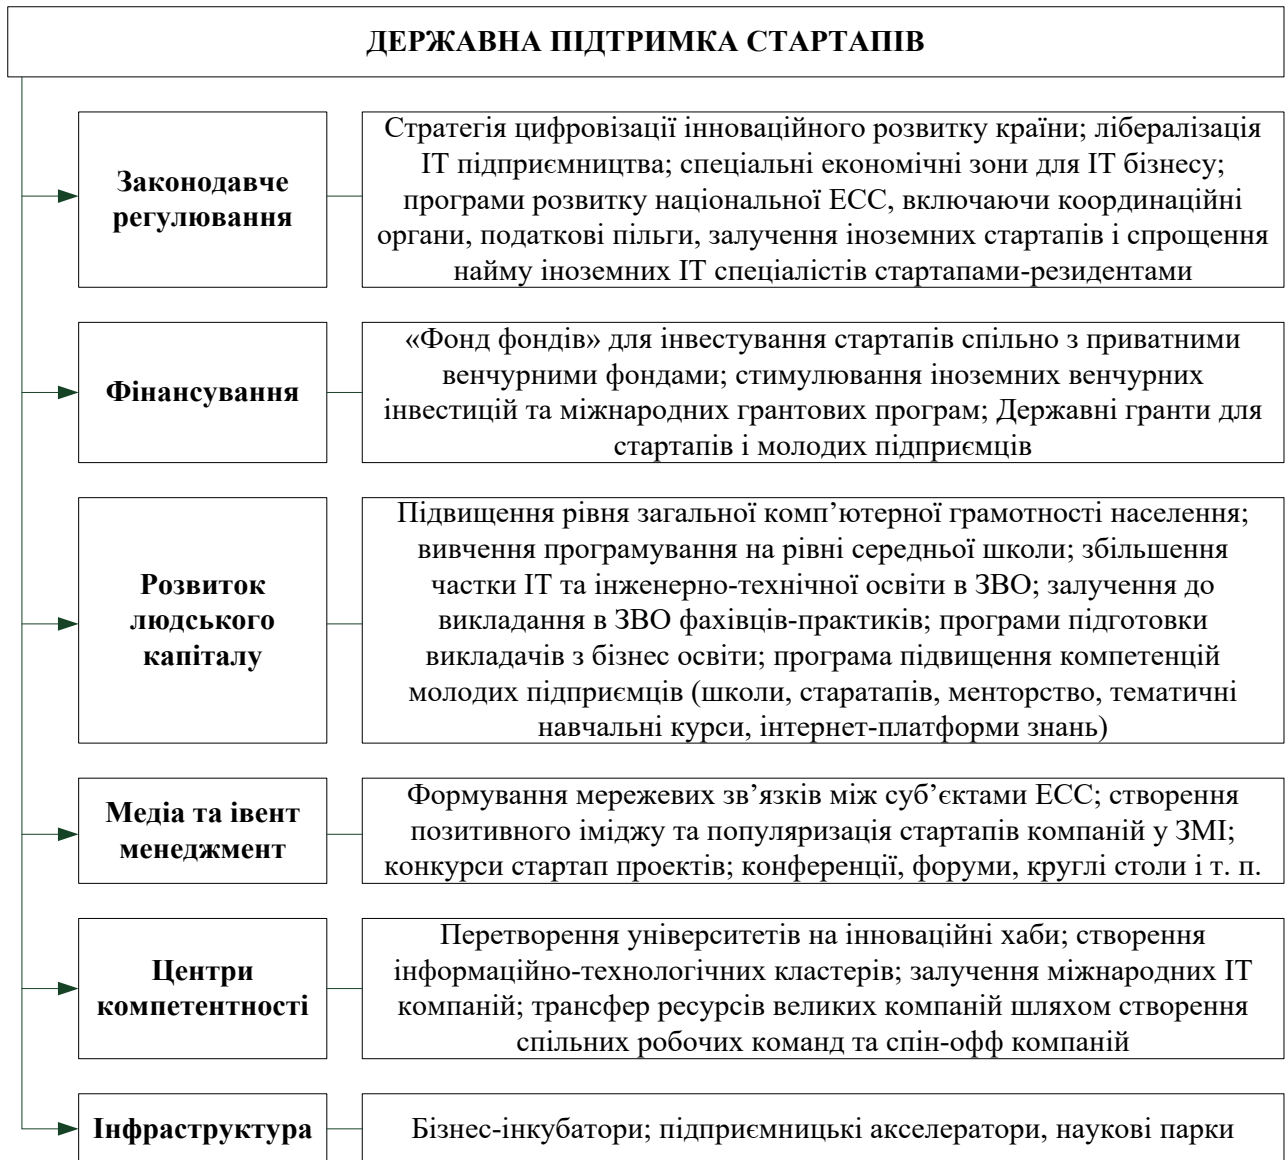 ДЕРЖАВНА ПІДТРИМКА СТАРТАПІВ
Законодавче
регулювання
Стратегія цифровізації інноваційного розвитку країни; лібералізація
ІТ підприємництва; спеціальні економічні зони для ІТ бізнесу;
програми розвитку національної ЕСС, включаючи координаційні
органи, податкові пільги, залучення іноземних стартапів і спрощення
найму іноземних ІТ спеціалістів стартапами-резидентами
Фінансування
«Фонд фондів» для інвестування стартапів спільно з приватними
венчурними фондами; стимулювання іноземних венчурних
інвестицій та міжнародних грантових програм; Державні гранти для
стартапів і молодих підприємців
Розвиток
людського
капіталу
Підвищення рівня загальної комп’ютерної грамотності населення;
вивчення програмування на рівні середньої школи; збільшення
частки ІТ та інженерно-технічної освіти в ЗВО; залучення до
викладання в ЗВО фахівців-практиків; програми підготовки
викладачів з бізнес освіти; програма підвищення компетенцій
молодих підприємців (школи, старатапів, менторство, тематичні
навчальні курси, інтернет-платформи знань)
Медіа та івент
менеджмент
Формування мережевих зв’язків між суб’єктами ЕСС; створення
позитивного іміджу та популяризація стартапів компаній у ЗМІ;
конкурси стартап проектів; конференції, форуми, круглі столи і т. п.
Центри
компетентності
Перетворення університетів на інноваційні хаби; створення
інформаційно-технологічних кластерів; залучення міжнародних ІТ
компаній; трансфер ресурсів великих компаній шляхом створення
спільних робочих команд та спін-офф компаній
Інфраструктура
Бізнес-інкубатори; підприємницькі акселератори, наукові парки